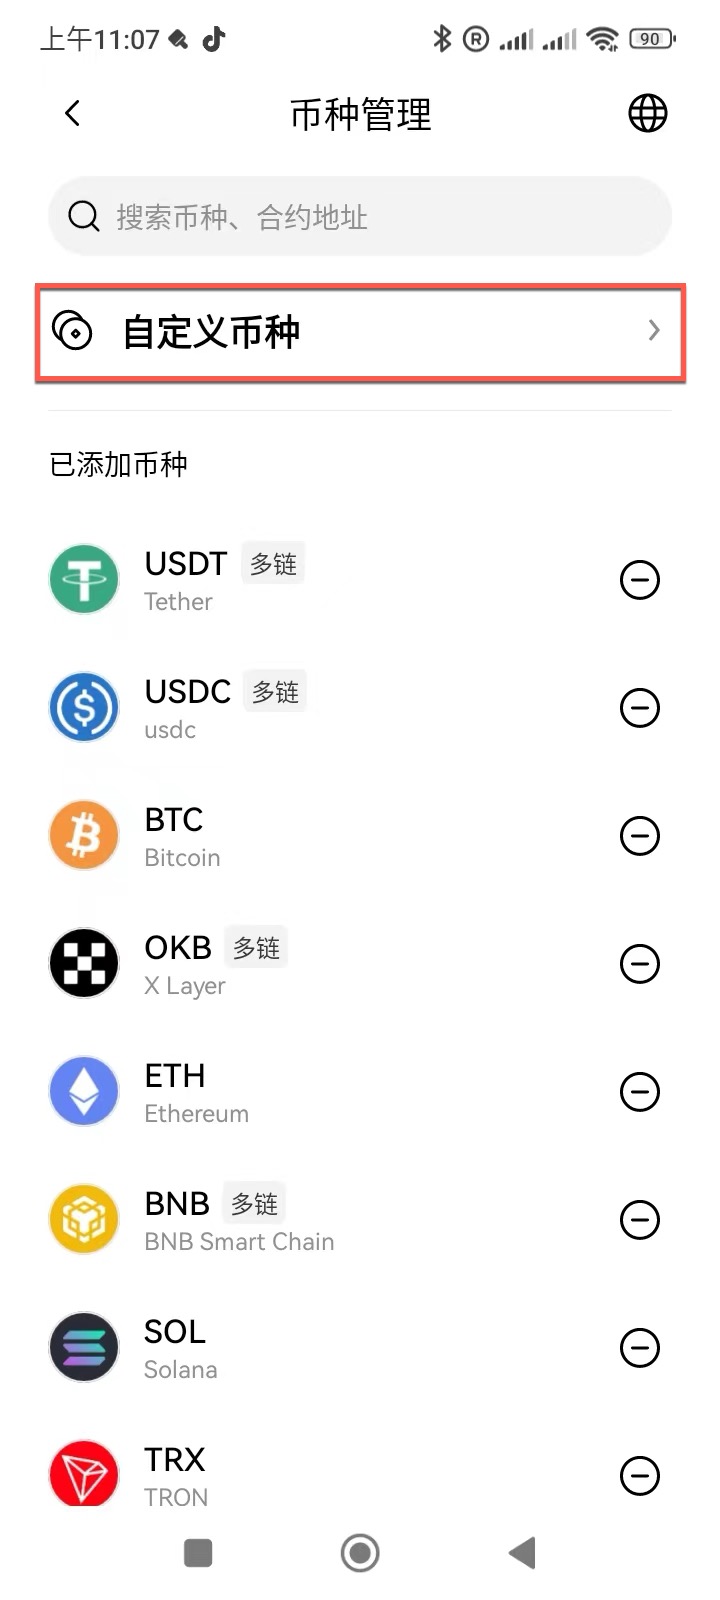 上午11:07
90
币种管理
搜索币种、合约地址
自定义币种
已添加币种
USDT 多链
Tether
USDC 多链
usdc
BTC
Bitcoin
OKB 多链
X Layer
ETH
Ethereum
BNB 多链
BNB Smart Chain
SOL
Solana
TRX
TRON